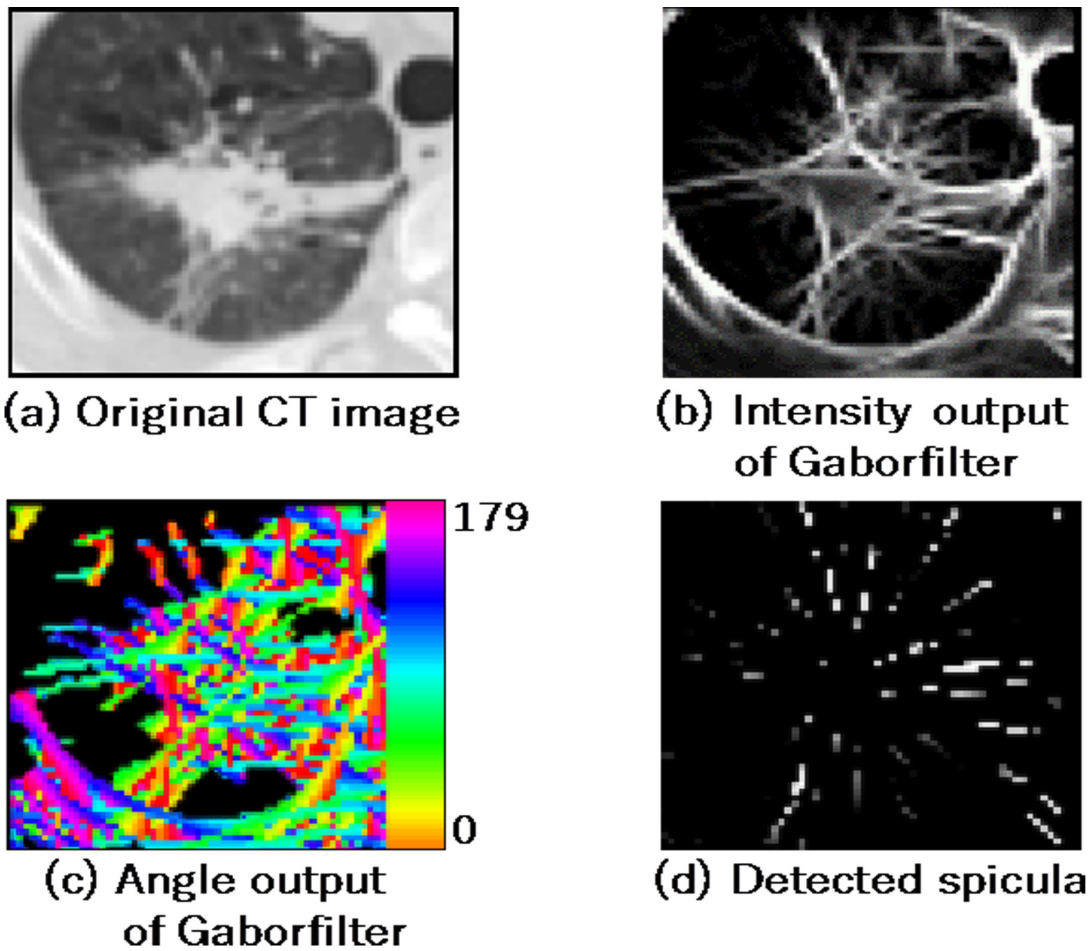 (a) Original CT image
(b) Intensity output
of Gaborfilter
179
0
(c) Angle output
of Gaborfilter
(d) Detected spicula